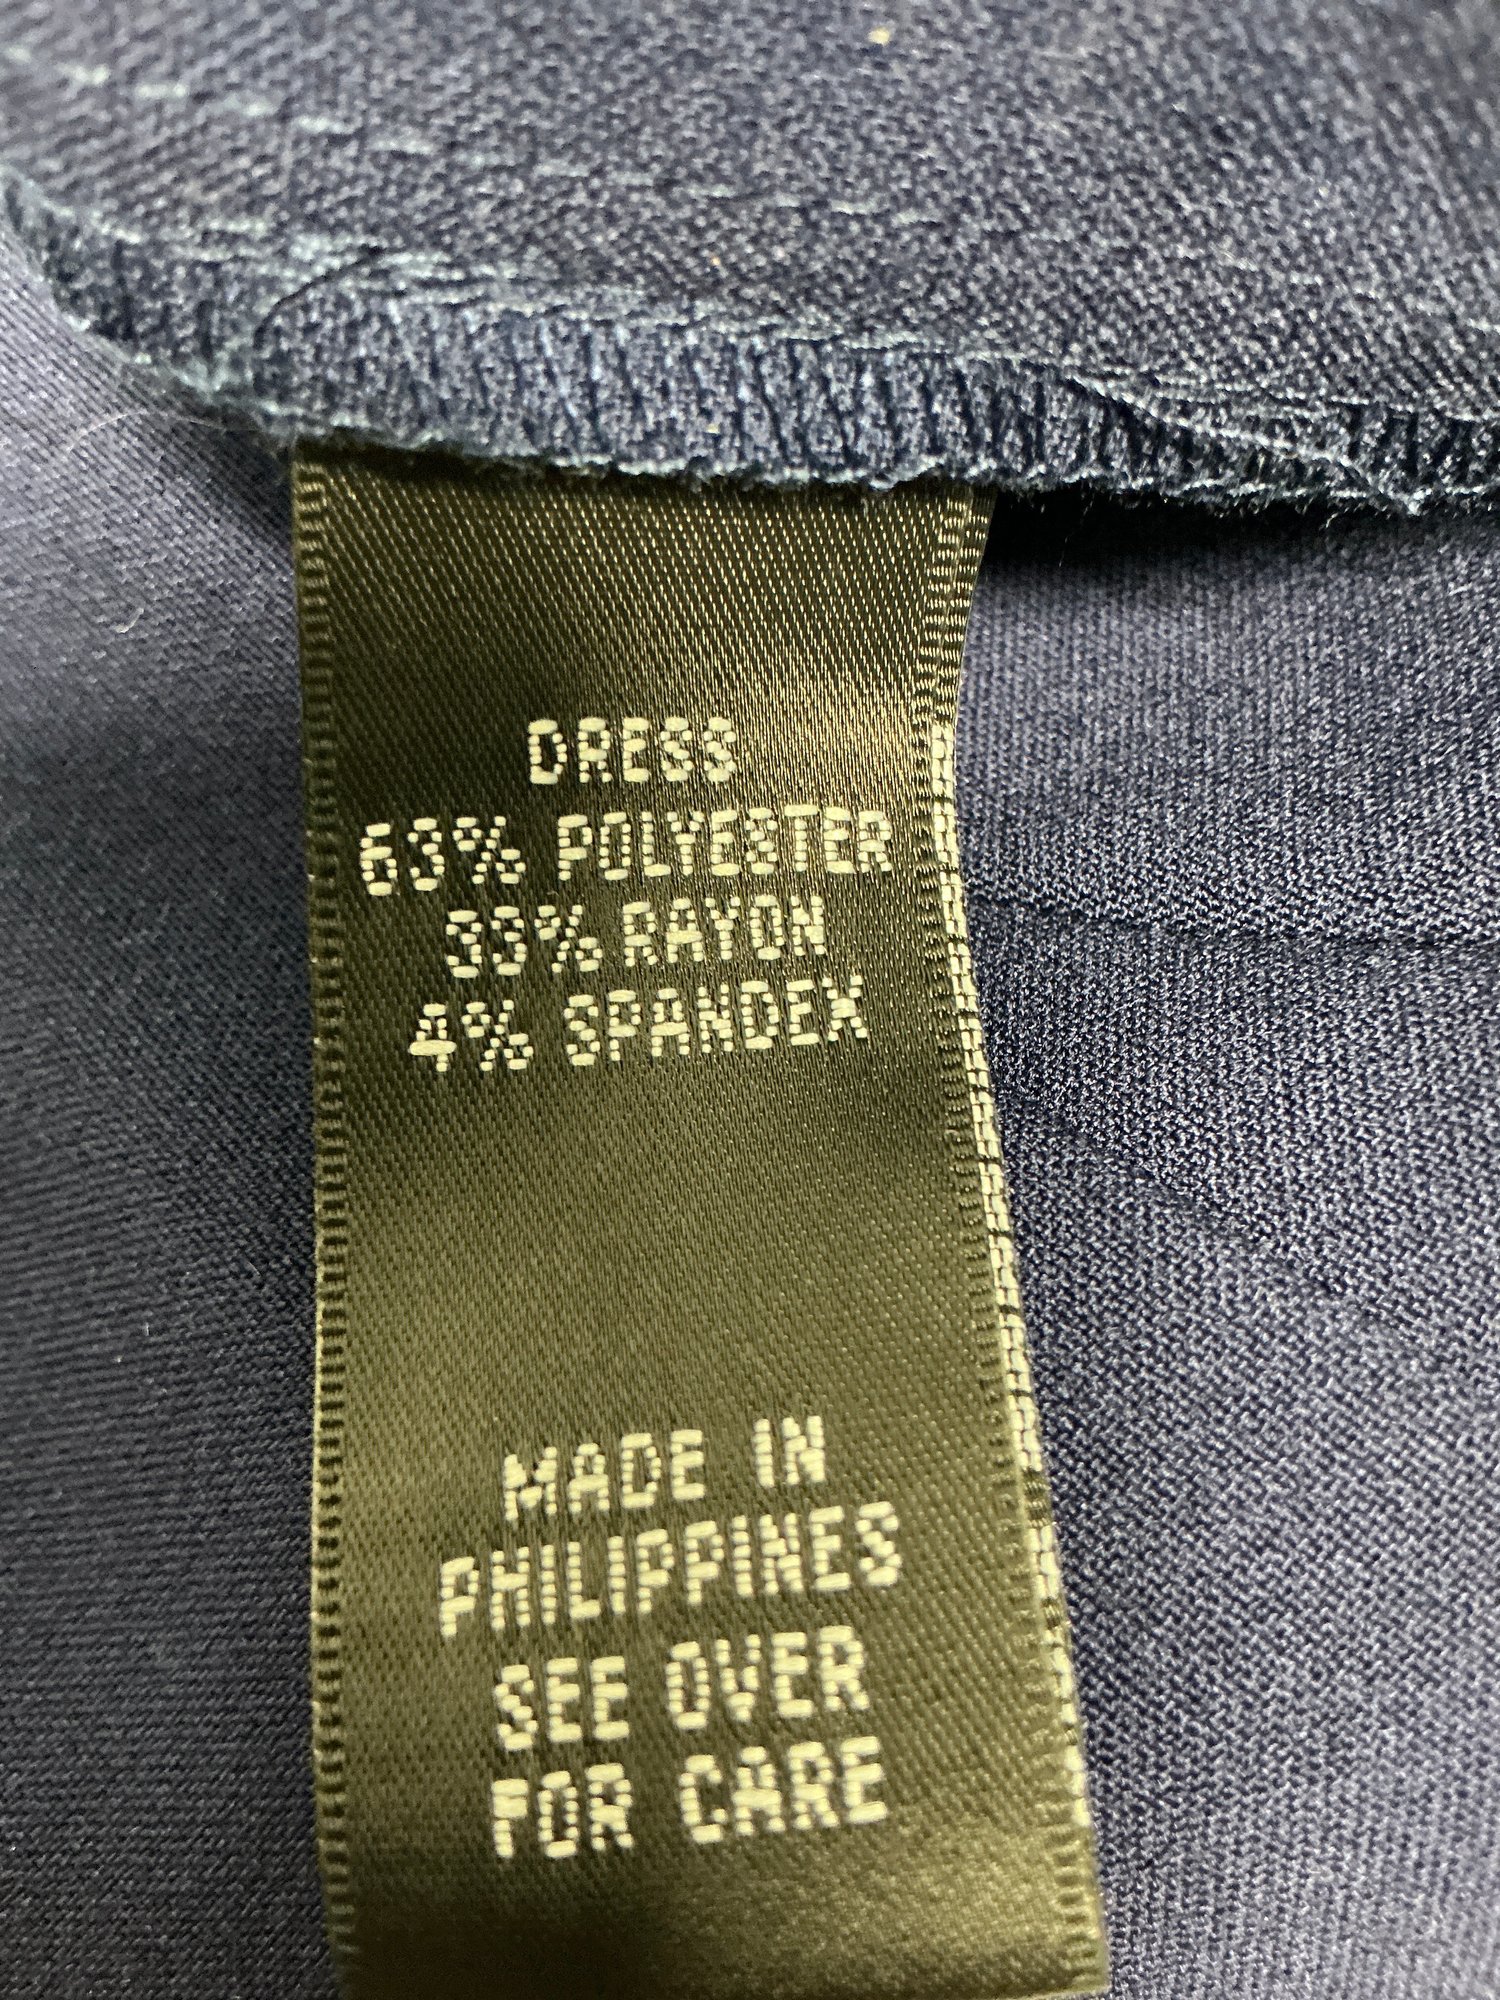 DRESS
63% POLYESTER
33% RAYON
4% SPANDEX
MADE IN
PHILIPPINES
SEE OVER
FOR CARE